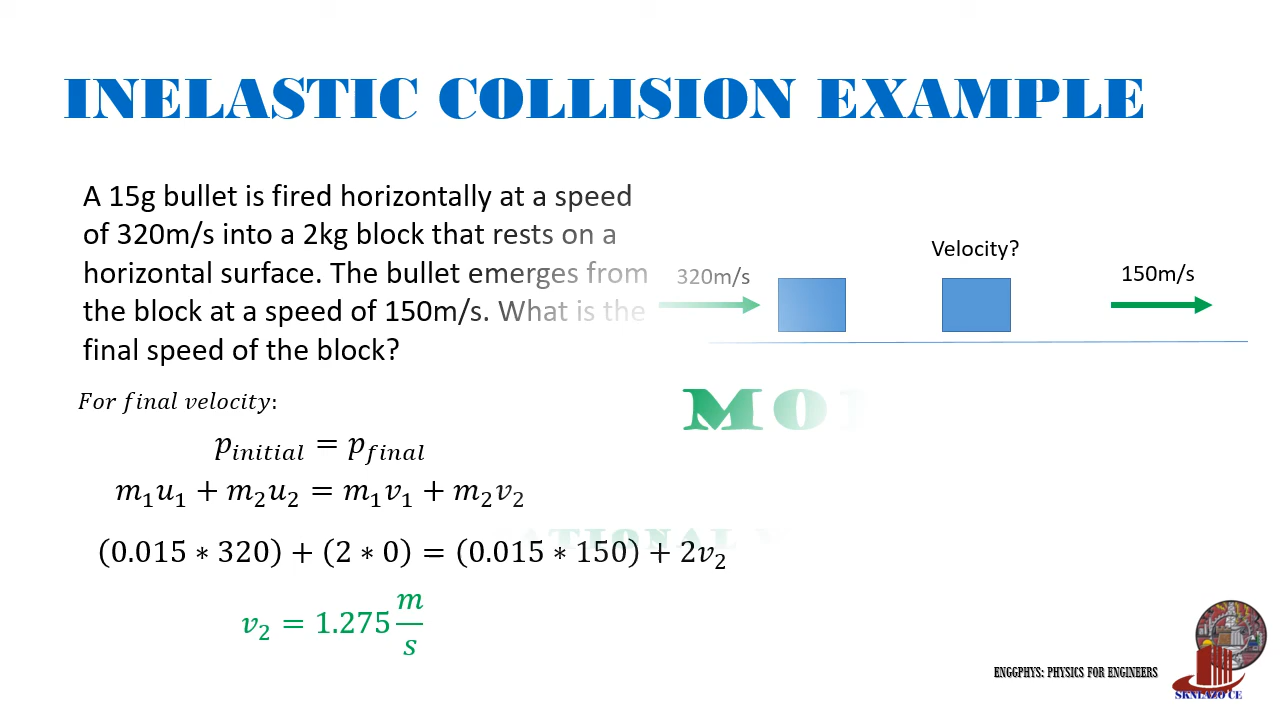 INELASTIC COLLISION EXAMPLE
A 15g bullet is fired horizontally at a speed
of 320m/s into a 2kg block that rests on a
horizontal surface. The bullet emerges from
the block at a speed of 150m/s. What is the
final speed of the block?
320m/s
Velocity?
150m/s
For final velocity:
p_initial = p_final
m₁u₁ + m₂u₂ = m₁v₁ + m₂v₂
(0.015 * 320) + (2 * 0) = (0.015 * 150) + 2v₂
v₂ = 1.275 m/s
ENGGPHYS: PHYSICS FOR ENGINEERS
SKNLAZO CE